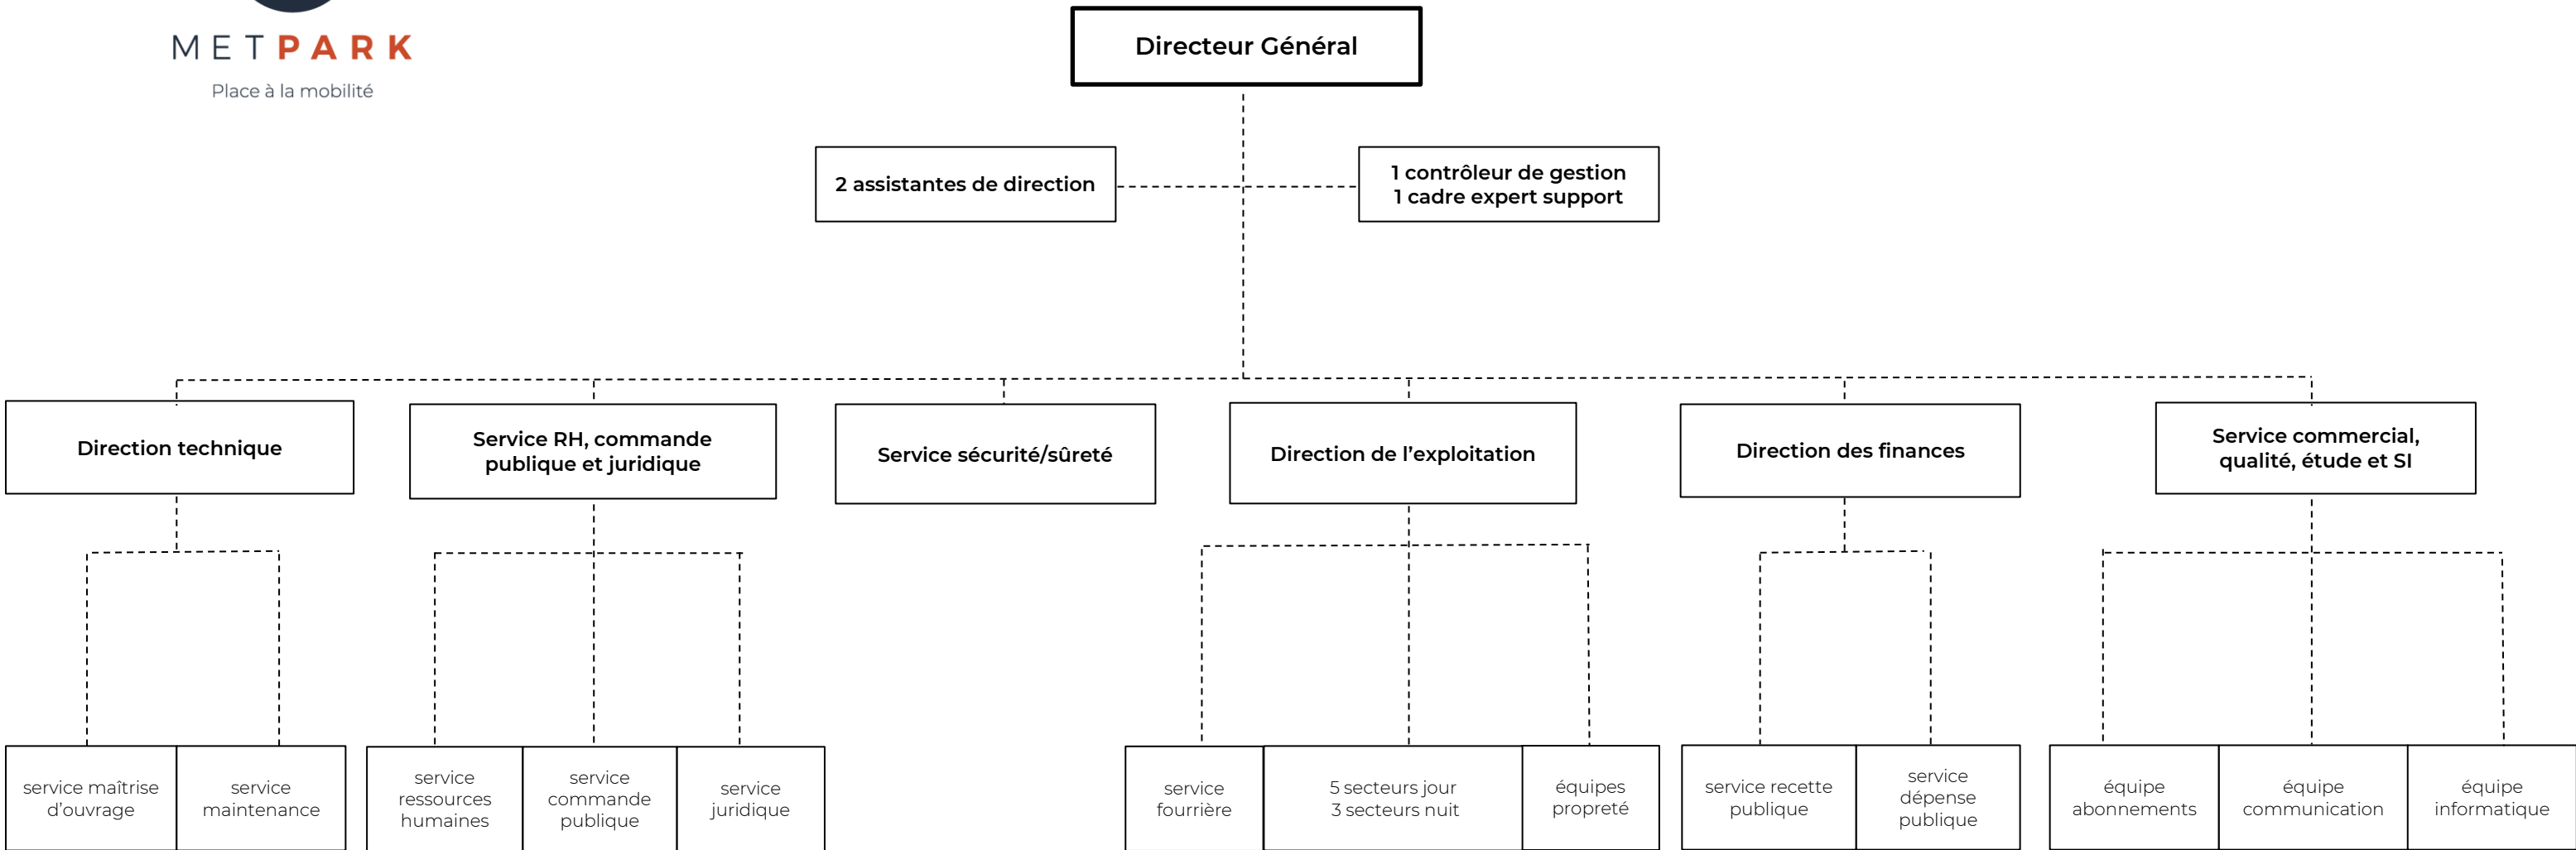 METPARK
Place à la mobilité
Directeur Général
2 assistantes de direction
1 contrôleur de gestion
1 cadre expert support
Direction technique
Service RH, commande
publique et juridique
Service sécurité/sûreté
Direction de l’exploitation
Direction des finances
Service commercial,
qualité, étude et SI
service maîtrise
d’ouvrage
service
maintenance
service
ressources
humaines
service
commande
publique
service
juridique
service
fourrière
5 secteurs jour
3 secteurs nuit
équipes
propreté
service recette
publique
service
dépense
publique
équipe
abonnements
équipe
communication
équipe
informatique